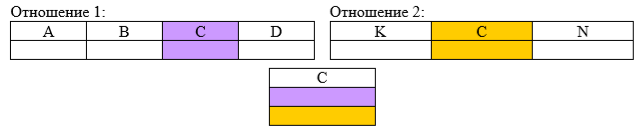 Отношение 1:
A B C D
Отношение 2:
K C N
C